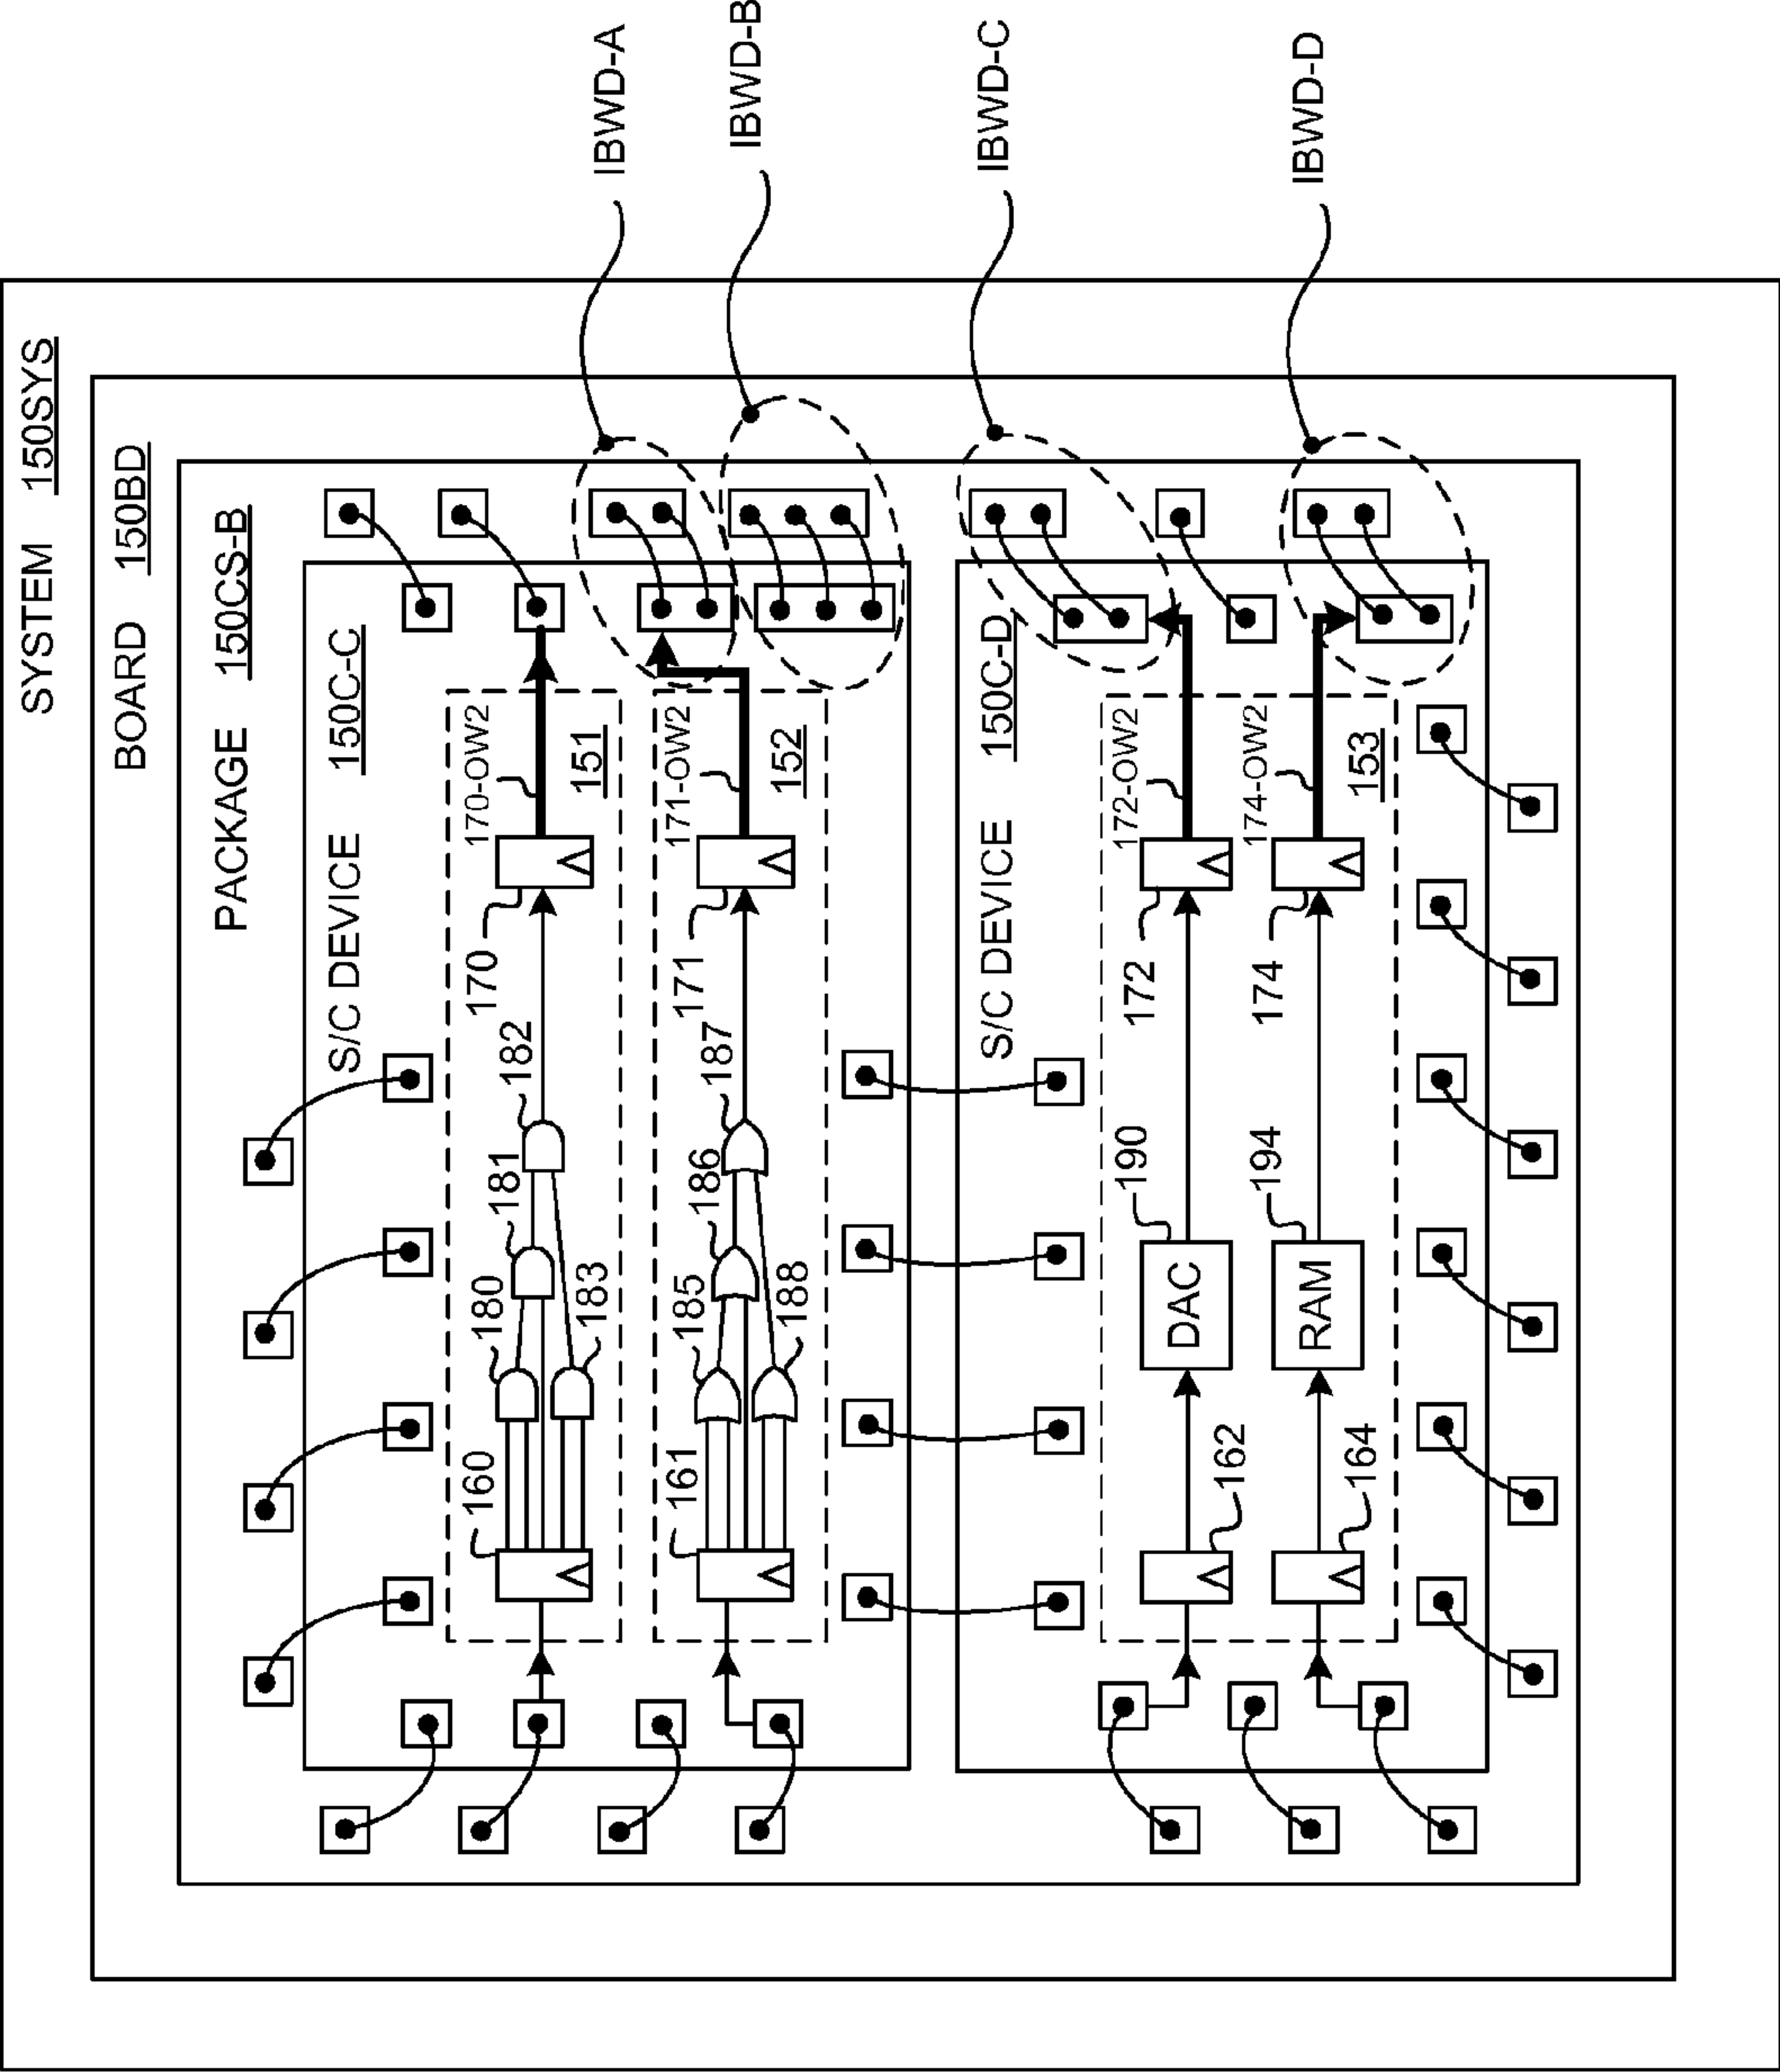 SYSTEM 150SYS
BOARD 150BD
PACKAGE 150CS-B
S/C DEVICE 150C-C
160
180
181
182
183
170
170-OW2
151
161
185
186
187
188
171
171-OW2
152
S/C DEVICE 150C-D
162
DAC
190
172
172-OW2
164
RAM
194
174
174-OW2
153
IBWD-A
IBWD-B
IBWD-C
IBWD-D